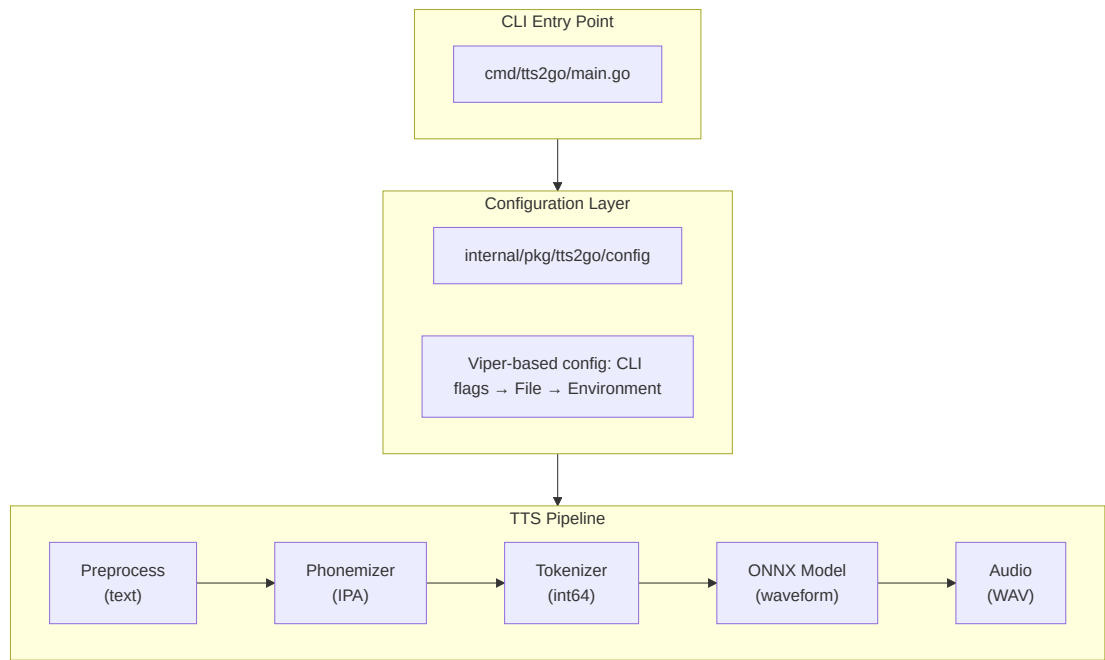 CLI Entry Point
cmd/tts2go/main.go
Configuration Layer
internal/pkg/tts2go/config
Viper-based config: CLI
flags → File → Environment
TTS Pipeline
Preprocess
(text)
Phonemizer
(IPA)
Tokenizer
(int64)
ONNX Model
(waveform)
Audio
(WAV)